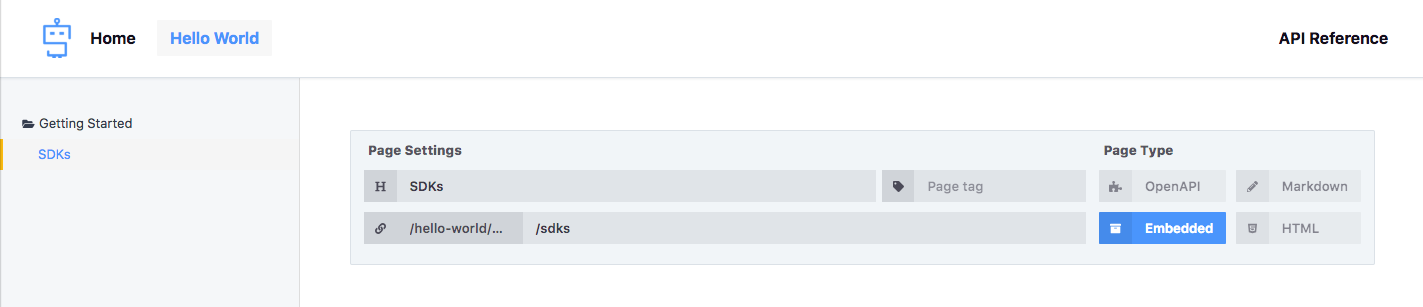 Home Hello World API Reference
Getting Started
SDKs
Page Settings Page Type
H SDKs Page tag OpenAPI Markdown
/hello-world/... /sdks Embedded HTML